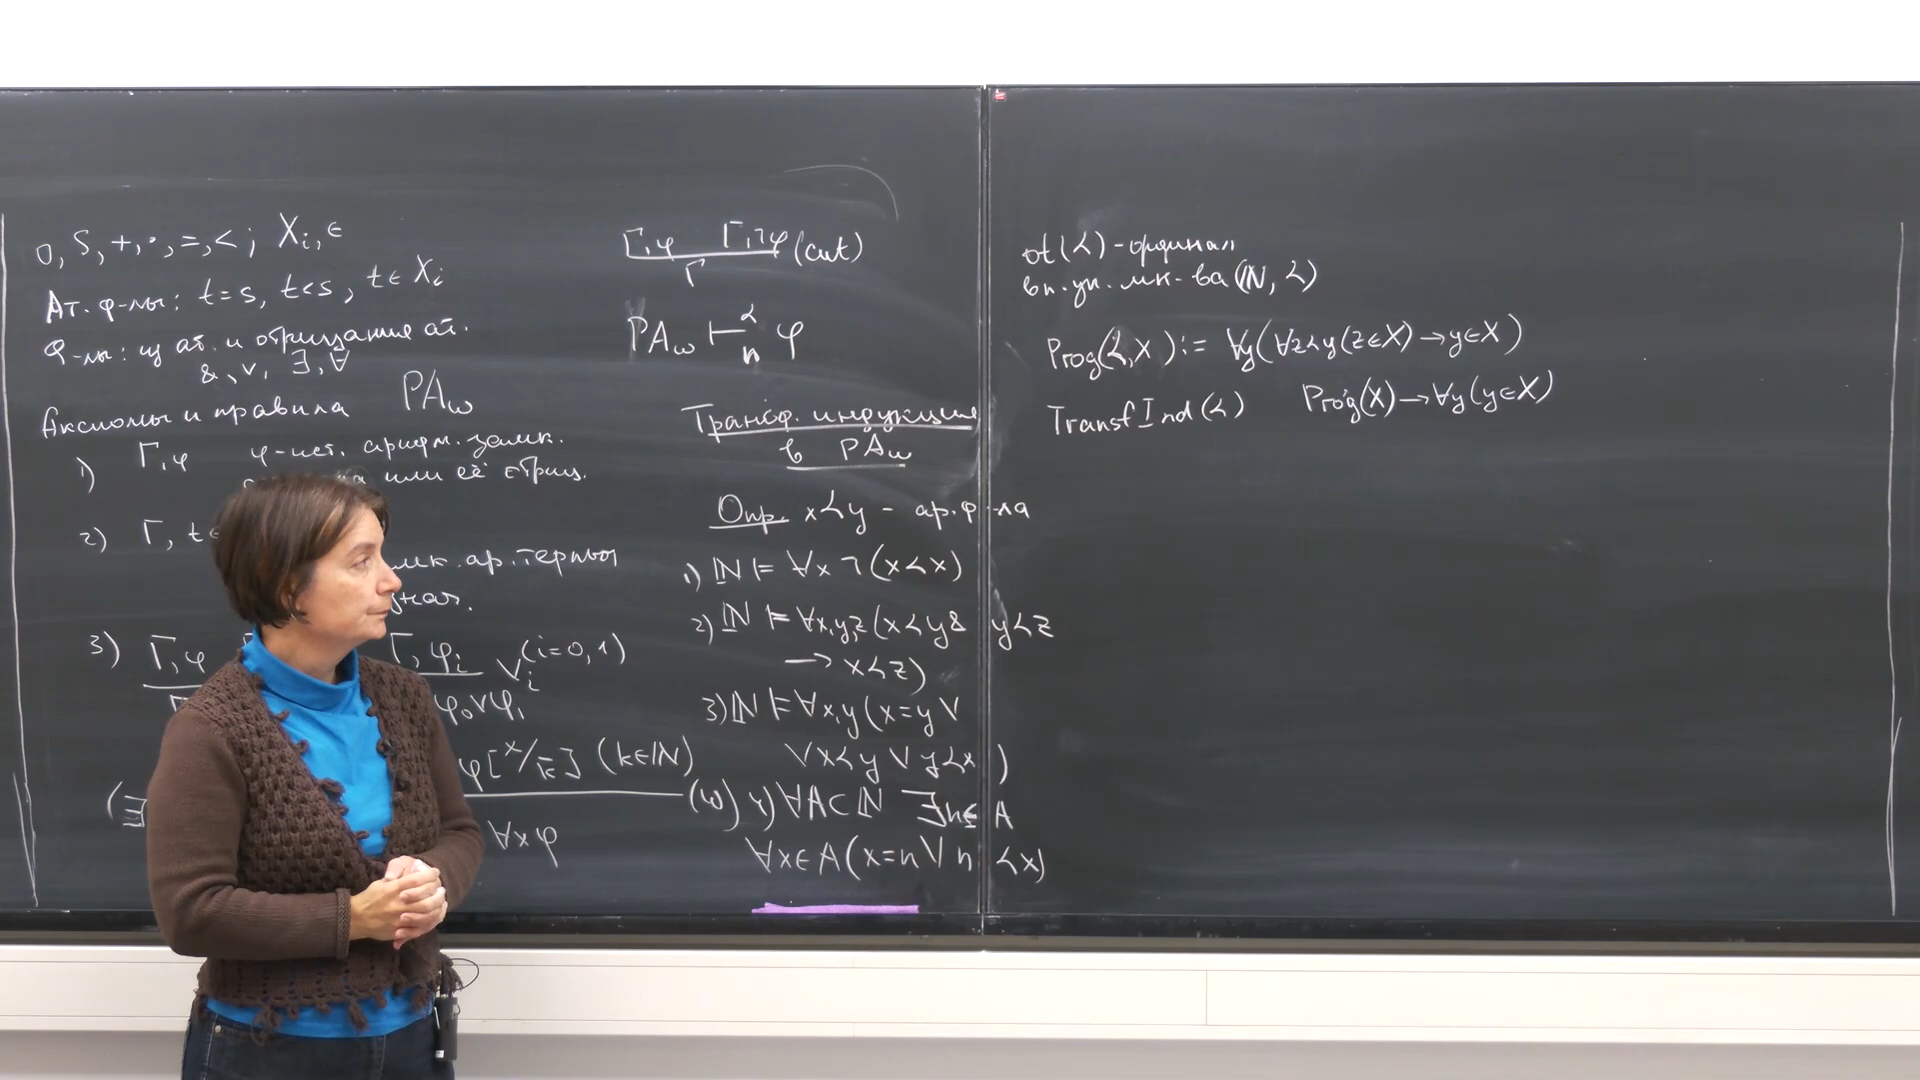 0, S, +, ·, =, <; Xᵢ, ∈
Ат. ф-лы: t=s, t<s, t∈Xᵢ
Ф-лы: из ат. и отрицание ат.
&, ∨, ∃, ∀
Аксиомы и правила PA_ω
1) Γ, φ φ-ист. арифм. замк.
или её отриц.
2) Γ, t∈
ар. термы
3) Γ, φ Γ, φᵢ ∨ᵢ (i=0,1)
φ₀∨φ₁
φ[x/k̄] (k∈ℕ)
(∃ (ω)
∀xφ
Γ, φ Γ, ¬φ (cut)
Γ
PA_ω ⊢^α_n φ
Трансф. индукция
в PA_ω
Опр. x≺y - ар. ф-ла
1) ℕ ⊨ ∀x ¬(x≺x)
2) ℕ ⊨ ∀x,y,z (x≺y & y≺z
→ x≺z)
3) ℕ ⊨ ∀x,y (x=y ∨
∨ x≺y ∨ y≺x)
4) ∀A⊂ℕ ∃n∈A
∀x∈A (x=n ∨ n≺x)
ot(≺) - ординал
вп. уп. мн-ва (ℕ, ≺)
Prog(≺, X) := ∀y(∀z≺y(z∈X) → y∈X)
TransfInd(≺) Prog(X) → ∀y(y∈X)